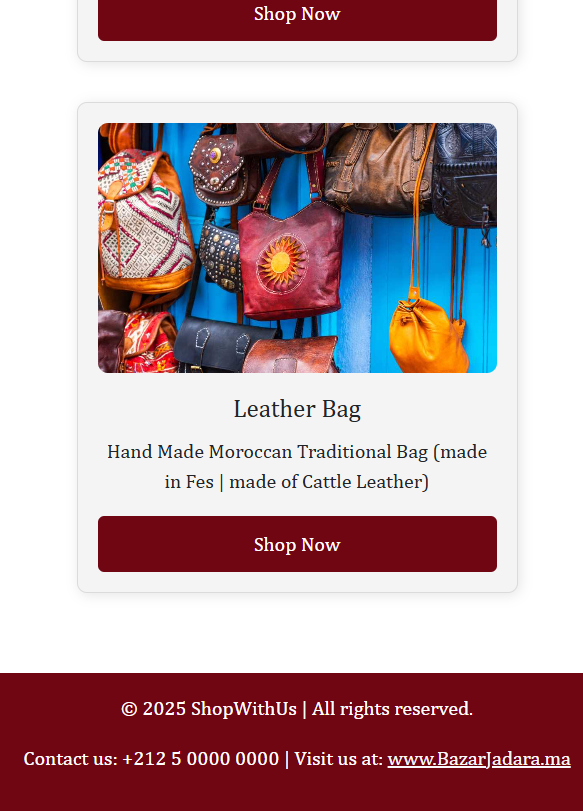 Shop Now
Leather Bag
Hand Made Moroccan Traditional Bag (made
in Fes | made of Cattle Leather)
Shop Now
© 2025 ShopWithUs | All rights reserved.
Contact us: +212 5 0000 0000 | Visit us at: www.BazarJadara.ma